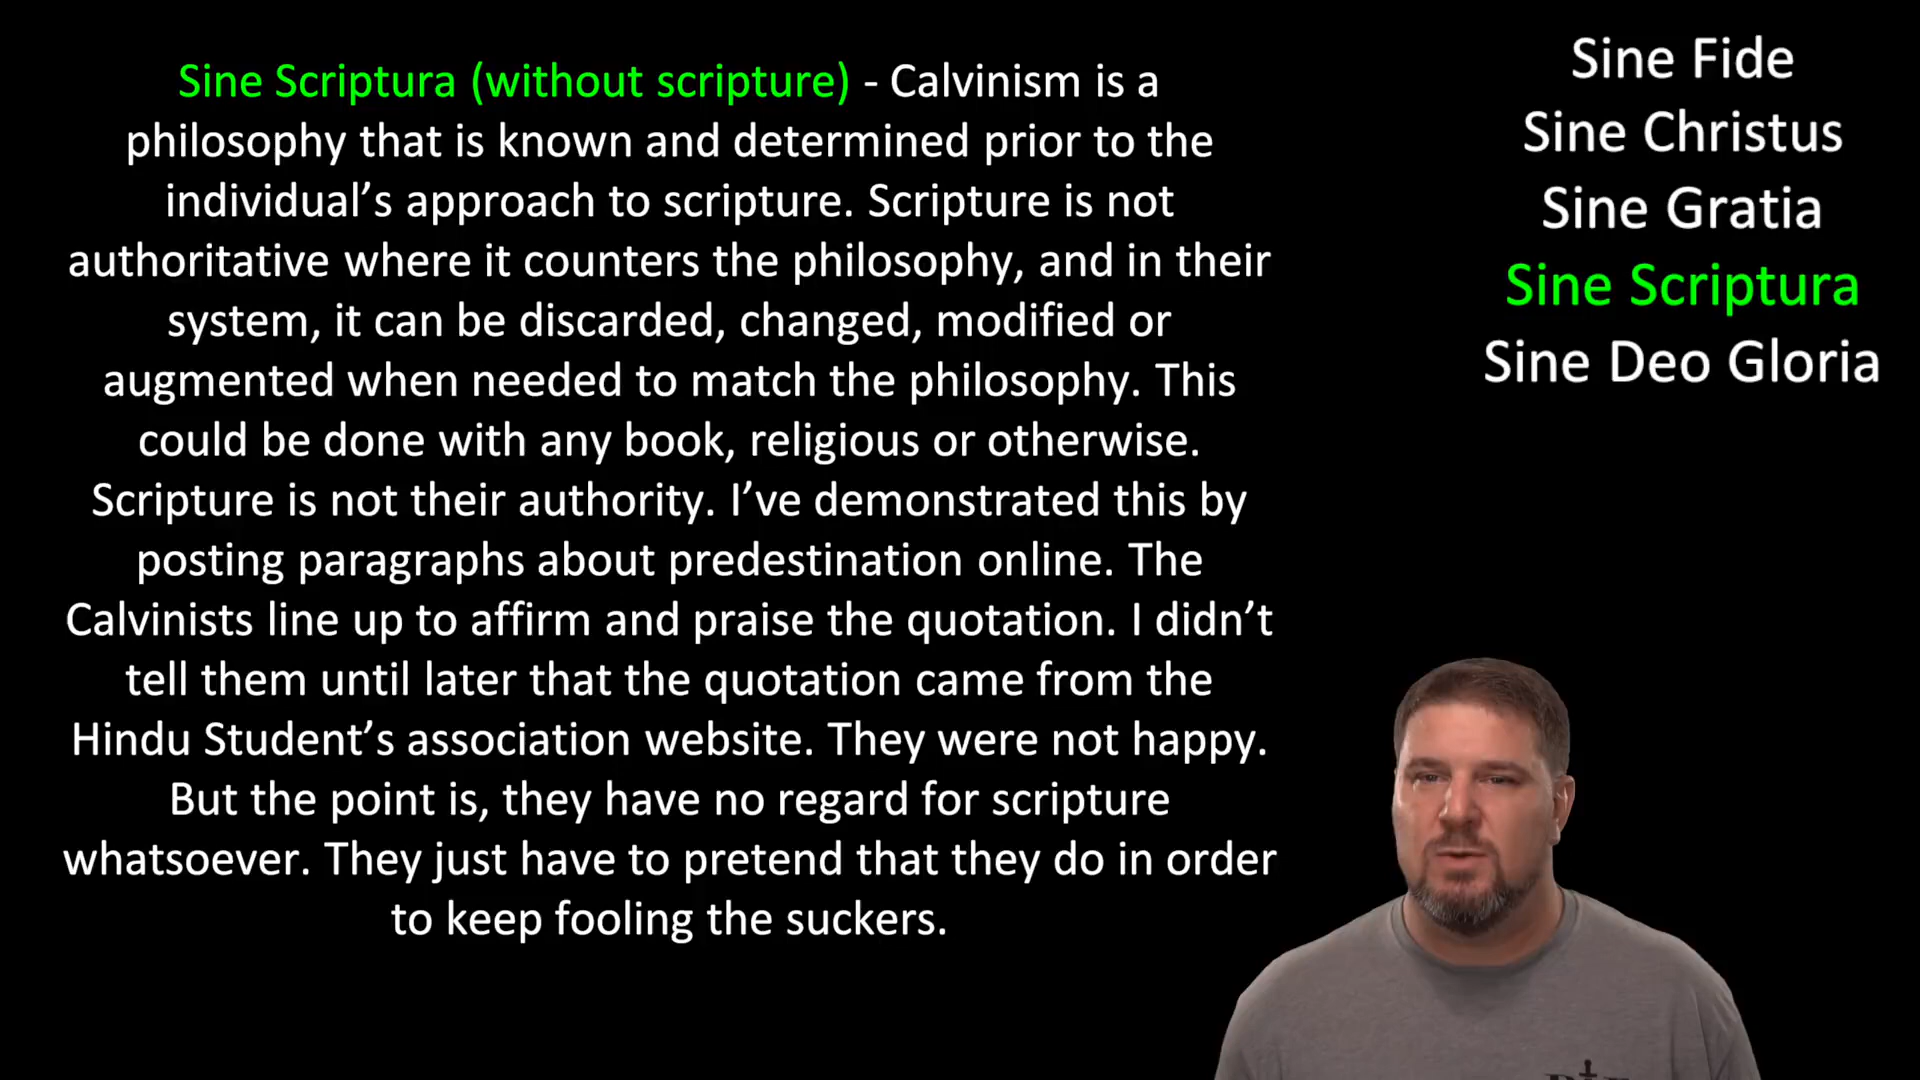 Sine Scriptura (without scripture) - Calvinism is a
philosophy that is known and determined prior to the
individual’s approach to scripture. Scripture is not
authoritative where it counters the philosophy, and in their
system, it can be discarded, changed, modified or
augmented when needed to match the philosophy. This
could be done with any book, religious or otherwise.
Scripture is not their authority. I’ve demonstrated this by
posting paragraphs about predestination online. The
Calvinists line up to affirm and praise the quotation. I didn’t
tell them until later that the quotation came from the
Hindu Student’s association website. They were not happy.
But the point is, they have no regard for scripture
whatsoever. They just have to pretend that they do in order
to keep fooling the suckers.
Sine Fide
Sine Christus
Sine Gratia
Sine Scriptura
Sine Deo Gloria